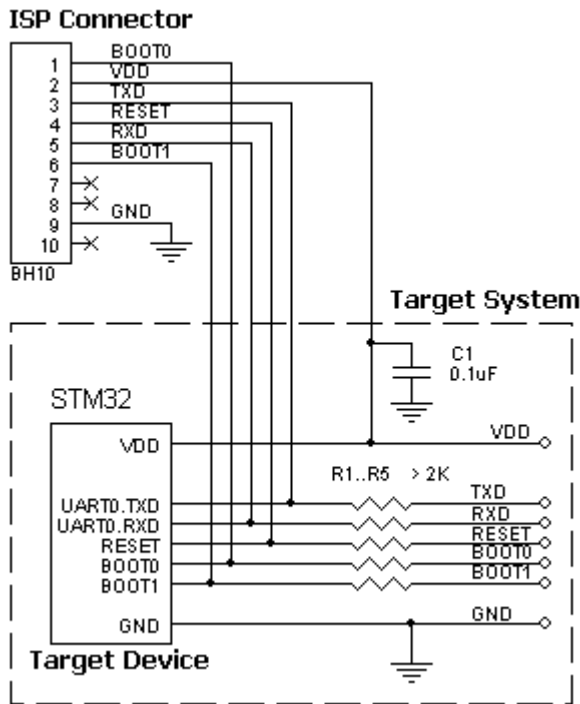 ISP Connector
1 BOOT0
2 VDD
3 TXD
4 RESET
5 RXD
6 BOOT1
7
8
9 GND
10
BH10
Target System
C1
0.1uF
STM32
VDD VDD
R1..R5 > 2K
UART0.TXD TXD
UART0.RXD RXD
RESET RESET
BOOT0 BOOT0
BOOT1 BOOT1
GND GND
Target Device